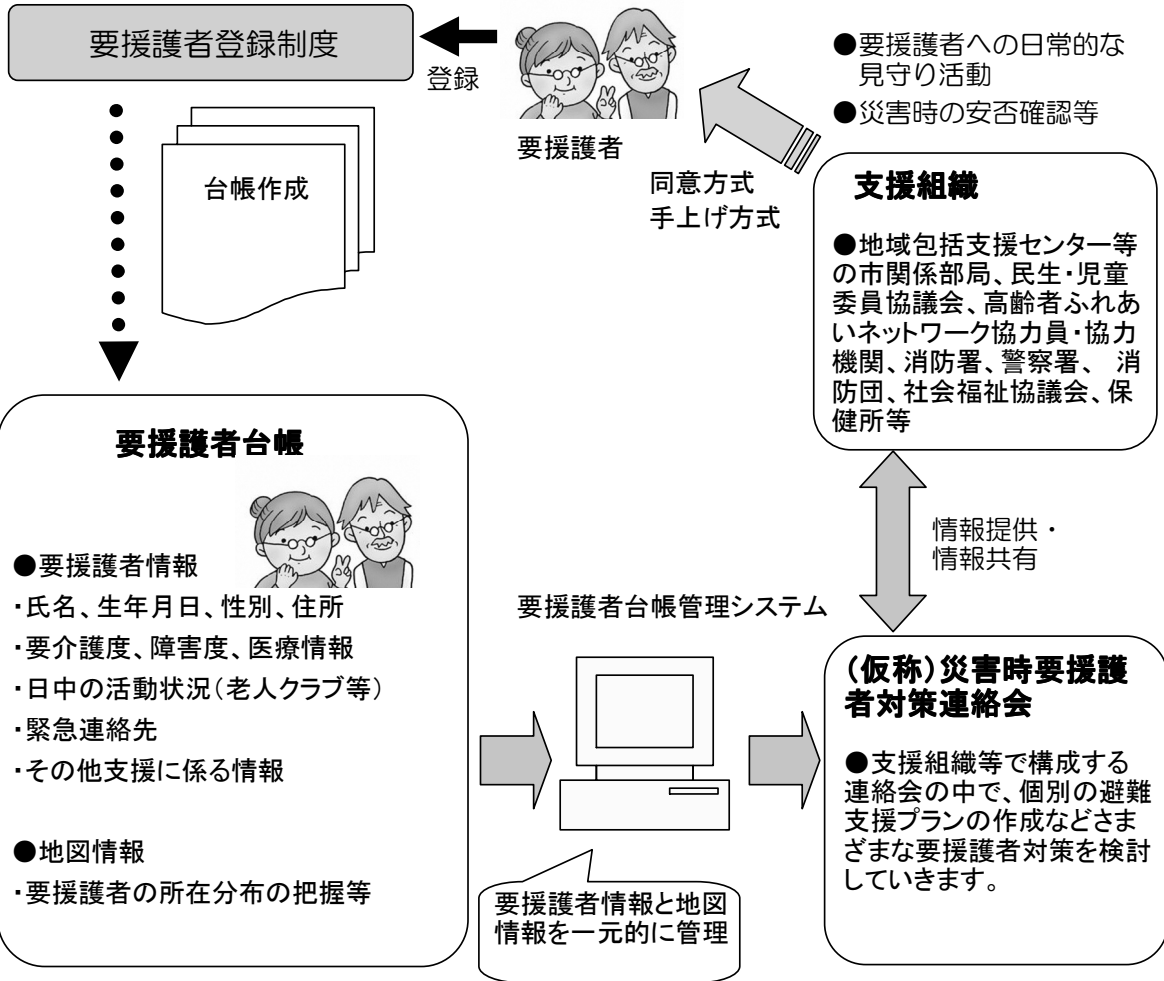 要援護者登録制度
登録
要援護者
●要援護者への日常的な
見守り活動
●災害時の安否確認等
同意方式
手上げ方式
台帳作成
支援組織
●地域包括支援センター等
の市関係部局、民生・児童
委員協議会、高齢者ふれあ
いネットワーク協力員・協力
機関、消防署、警察署、 消
防団、社会福祉協議会、保
健所等
情報提供・
情報共有
要援護者台帳
●要援護者情報
・氏名、生年月日、性別、住所
・要介護度、障害度、医療情報
・日中の活動状況（老人クラブ等）
・緊急連絡先
・その他支援に係る情報
●地図情報
・要援護者の所在分布の把握等
要援護者台帳管理システム
要援護者情報と地図
情報を一元的に管理
（仮称）災害時要援護
者対策連絡会
●支援組織等で構成する
連絡会の中で、個別の避難
支援プランの作成などさま
ざまな要援護者対策を検討
していきます。